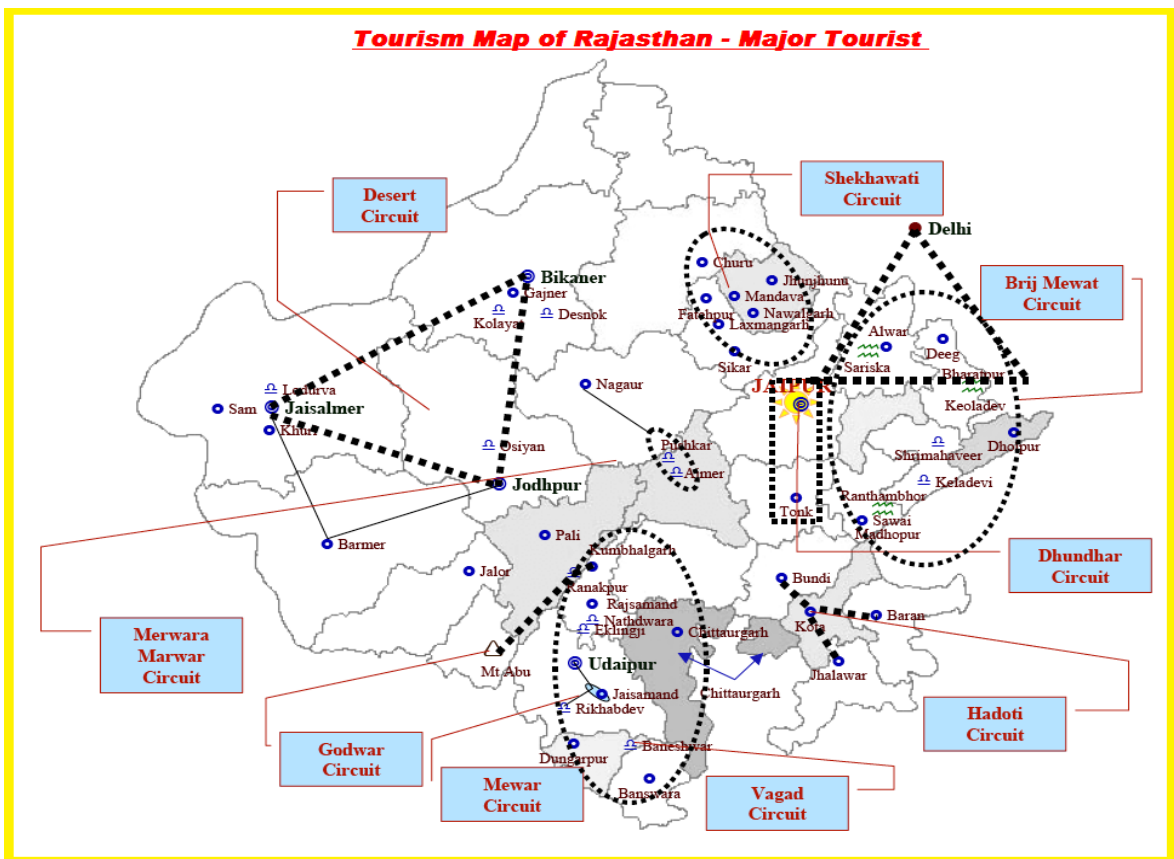 Tourism Map of Rajasthan - Major Tourist
Shekhawati
Circuit
Desert
Circuit
Delhi
Churu
Bikaner
Jhunjhunu
Brij Mewat
Circuit
Gajner
Mandava
Kolayat
Desnok
Fatehpur
Nawalgarh
Laxmangarh
Alwar
Deeg
Sikar
Sariska
Bharatpur
Nagaur
JAIPUR
Lodurva
Sam
Jaisalmer
Keoladev
Khuri
Osiyan
Pushkar
Shrimahaveer
Dholpur
Ajmer
Keladevi
Jodhpur
Ranthambhor
Tonk
Sawai
Madhopur
Pali
Barmer
Kumbhalgarh
Dhundhar
Circuit
Jalor
Bundi
Ranakpur
Rajsamand
Nathdwara
Baran
Kota
Merwara
Marwar
Circuit
Eklingji
Chittaurgarh
Mt Abu
Udaipur
Jhalawar
Jaisamand
Chittaurgarh
Rikhabdev
Hadoti
Circuit
Godwar
Circuit
Dungarpur
Baneshwar
Mewar
Circuit
Banswara
Vagad
Circuit